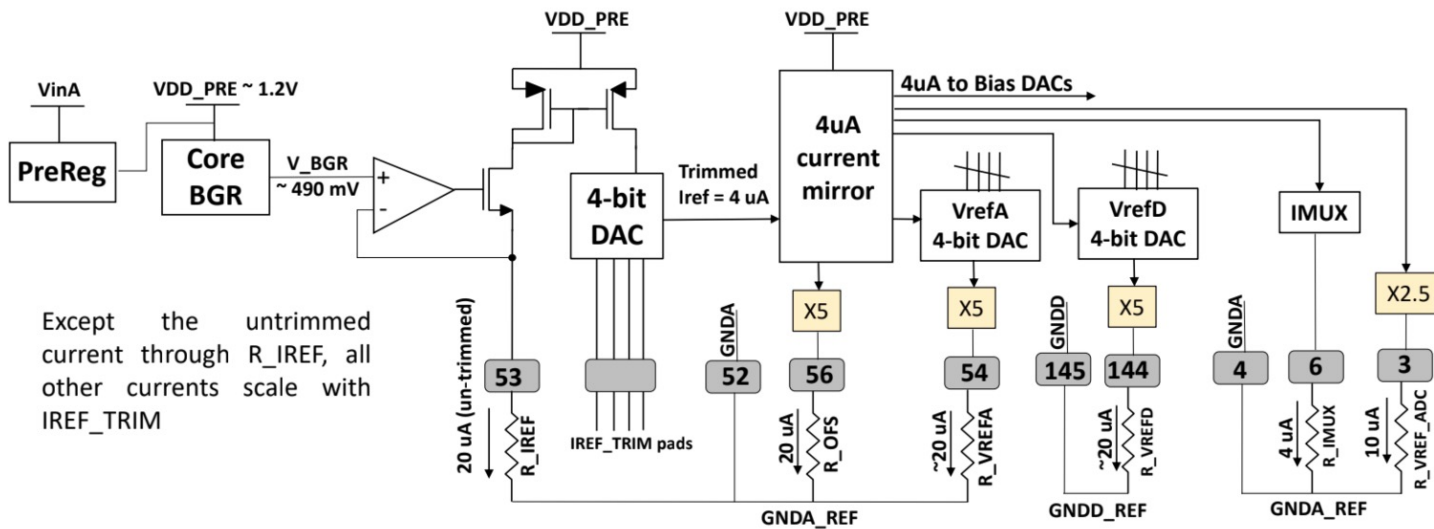 VDD_PRE
VDD_PRE
VinA
VDD_PRE ~ 1.2V
4uA to Bias DACs
PreReg
Core
BGR
V_BGR
~ 490 mV
+
-
4-bit
DAC
Trimmed
Iref = 4 uA
4uA
current
mirror
VrefA
4-bit DAC
VrefD
4-bit DAC
IMUX
X5
X5
X5
X2.5
Except the untrimmed
current through R_IREF, all
other currents scale with
IREF_TRIM
20 uA (un-trimmed)
GNDA
GNDD
GNDA
53
52
56
54
145
144
4
6
3
R_IREF
IREF_TRIM pads
20 uA
R_OFS
~20 uA
R_VREFA
~20 uA
R_VREFD
4 uA
R_IMUX
10 uA
R_VREF_ADC
GNDA_REF
GNDD_REF
GNDA_REF